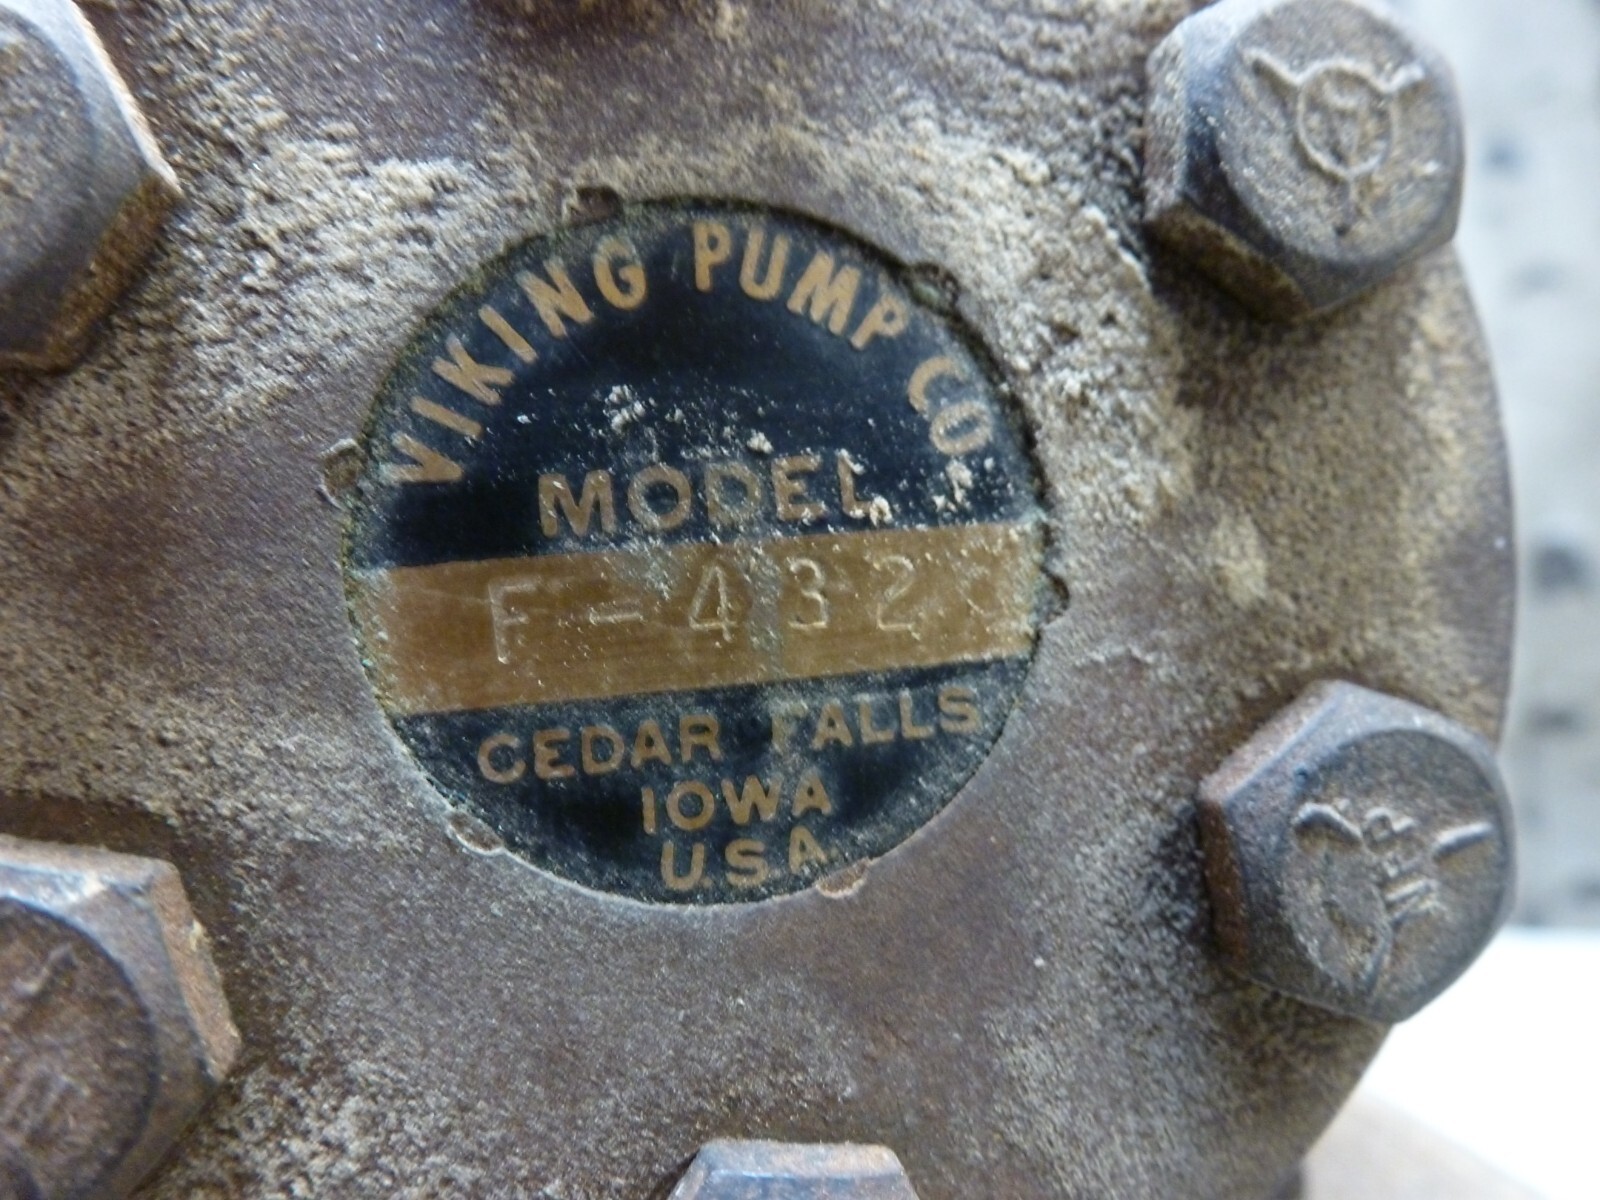 VIKING PUMP CO.
MODEL
F-432
CEDAR FALLS
IOWA
U.S.A.